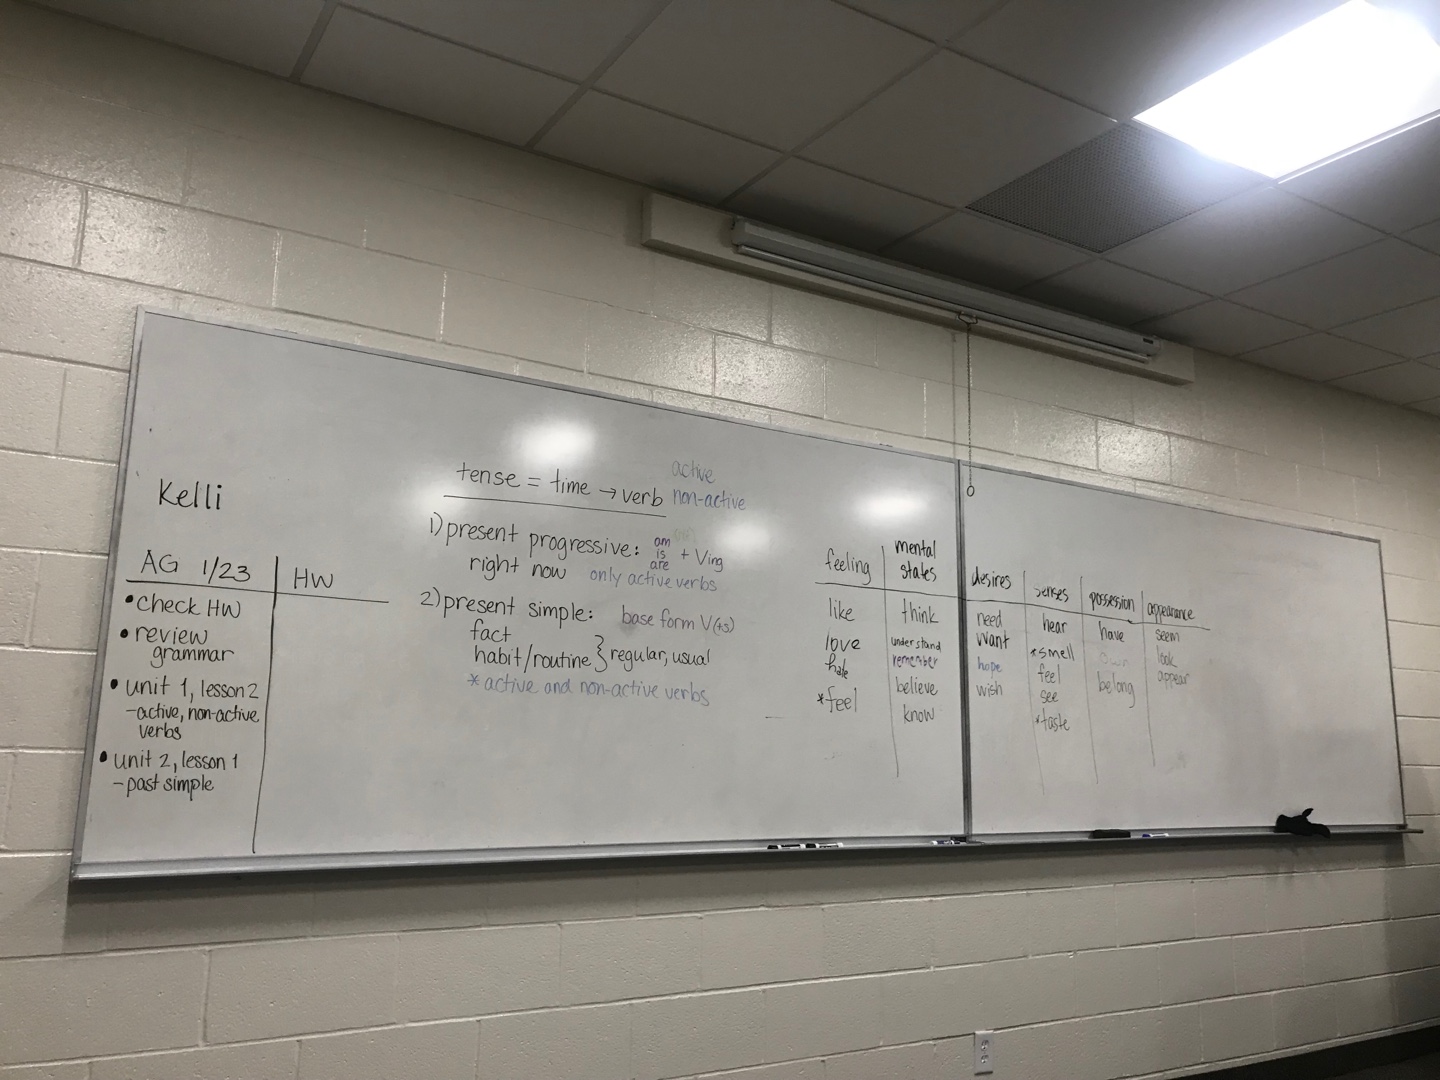 Kelli
AG 1/23
HW
•check HW
•review
grammar
•unit 1, lesson 2
-active, non-active
verbs
•unit 2, lesson 1
-past simple
tense = time → verb
active
non-active
1) present progressive: am is are + Ving
right now only active verbs
2) present simple: base form V(+s)
fact
habit/routine } regular, usual
* active and non-active verbs
feeling
like
love
hate
*feel
mental
states
think
understand
remember
believe
know
desires
need
want
hope
wish
senses
hear
*smell
feel
see
*taste
possession
have
own
belong
appearance
seem
look
appear